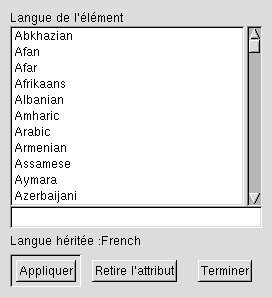 Langue de l'élément
Abkhazian
Afan
Afar
Afrikaans
Albanian
Amharic
Arabic
Armenian
Assamese
Aymara
Azerbaijani
Langue héritée :French
Appliquer
Retire l'attribut
Terminer